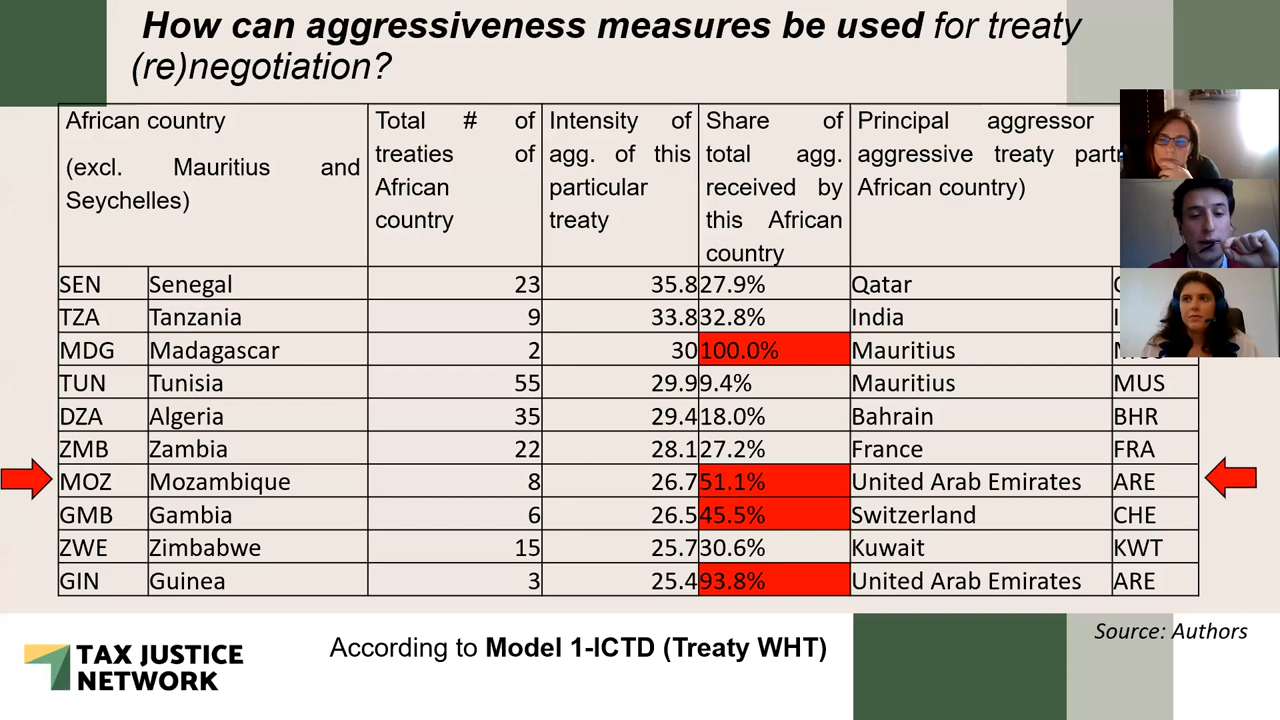 How can aggressiveness measures be used for treaty
(re)negotiation?
African country
(excl. Mauritius and
Seychelles)
Total # of
treaties of
African
country
Intensity of
agg. of this
particular
treaty
Share of
total agg.
received by
this African
country
Principal aggressor
aggressive treaty
African country)
SEN Senegal 23 35.8 27.9% Qatar
TZA Tanzania 9 33.8 32.8% India
MDG Madagascar 2 30 100.0% Mauritius
TUN Tunisia 55 29.9 9.4% Mauritius MUS
DZA Algeria 35 29.4 18.0% Bahrain BHR
ZMB Zambia 22 28.1 27.2% France FRA
MOZ Mozambique 8 26.7 51.1% United Arab Emirates ARE
GMB Gambia 6 26.5 45.5% Switzerland CHE
ZWE Zimbabwe 15 25.7 30.6% Kuwait KWT
GIN Guinea 3 25.4 93.8% United Arab Emirates ARE
Source: Authors
According to Model 1-ICTD (Treaty WHT)
TAX JUSTICE
NETWORK